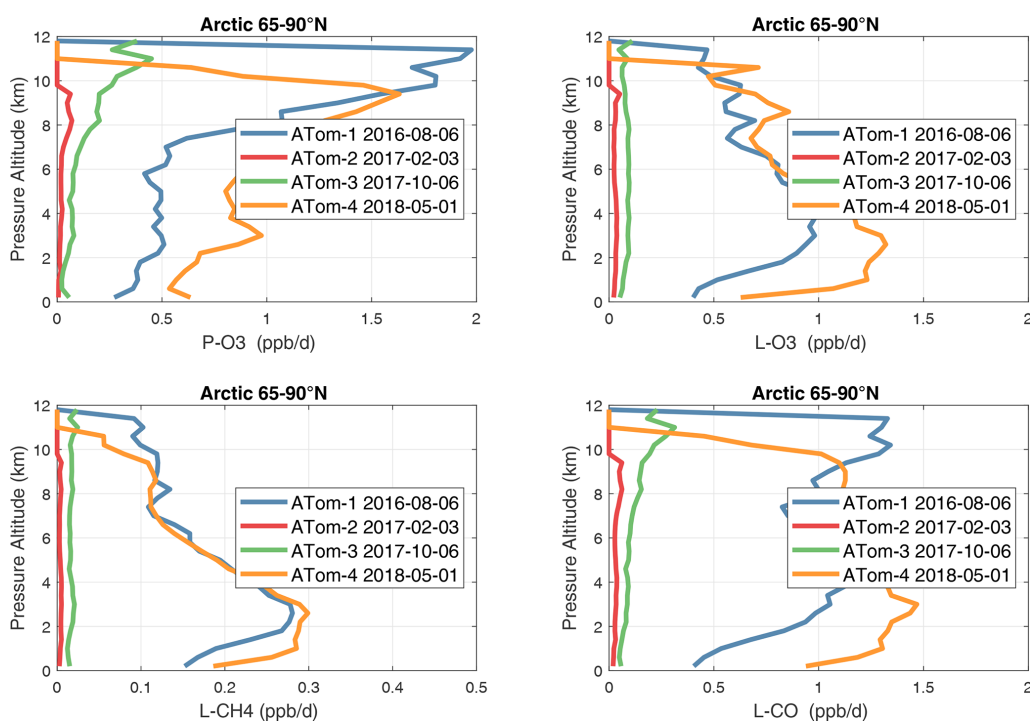 Arctic 65-90°N
12
10
8
6
4
2
0
Pressure Altitude (km)
ATom-1 2016-08-06
ATom-2 2017-02-03
ATom-3 2017-10-06
ATom-4 2018-05-01
0 0.5 1 1.5 2
P-O3 (ppb/d)
Arctic 65-90°N
12
10
8
6
4
2
0
Pressure Altitude (km)
ATom-1 2016-08-06
ATom-2 2017-02-03
ATom-3 2017-10-06
ATom-4 2018-05-01
0 0.5 1 1.5 2
L-O3 (ppb/d)
Arctic 65-90°N
12
10
8
6
4
2
0
Pressure Altitude (km)
ATom-1 2016-08-06
ATom-2 2017-02-03
ATom-3 2017-10-06
ATom-4 2018-05-01
0 0.1 0.2 0.3 0.4 0.5
L-CH4 (ppb/d)
Arctic 65-90°N
12
10
8
6
4
2
0
Pressure Altitude (km)
ATom-1 2016-08-06
ATom-2 2017-02-03
ATom-3 2017-10-06
ATom-4 2018-05-01
0 0.5 1 1.5 2
L-CO (ppb/d)